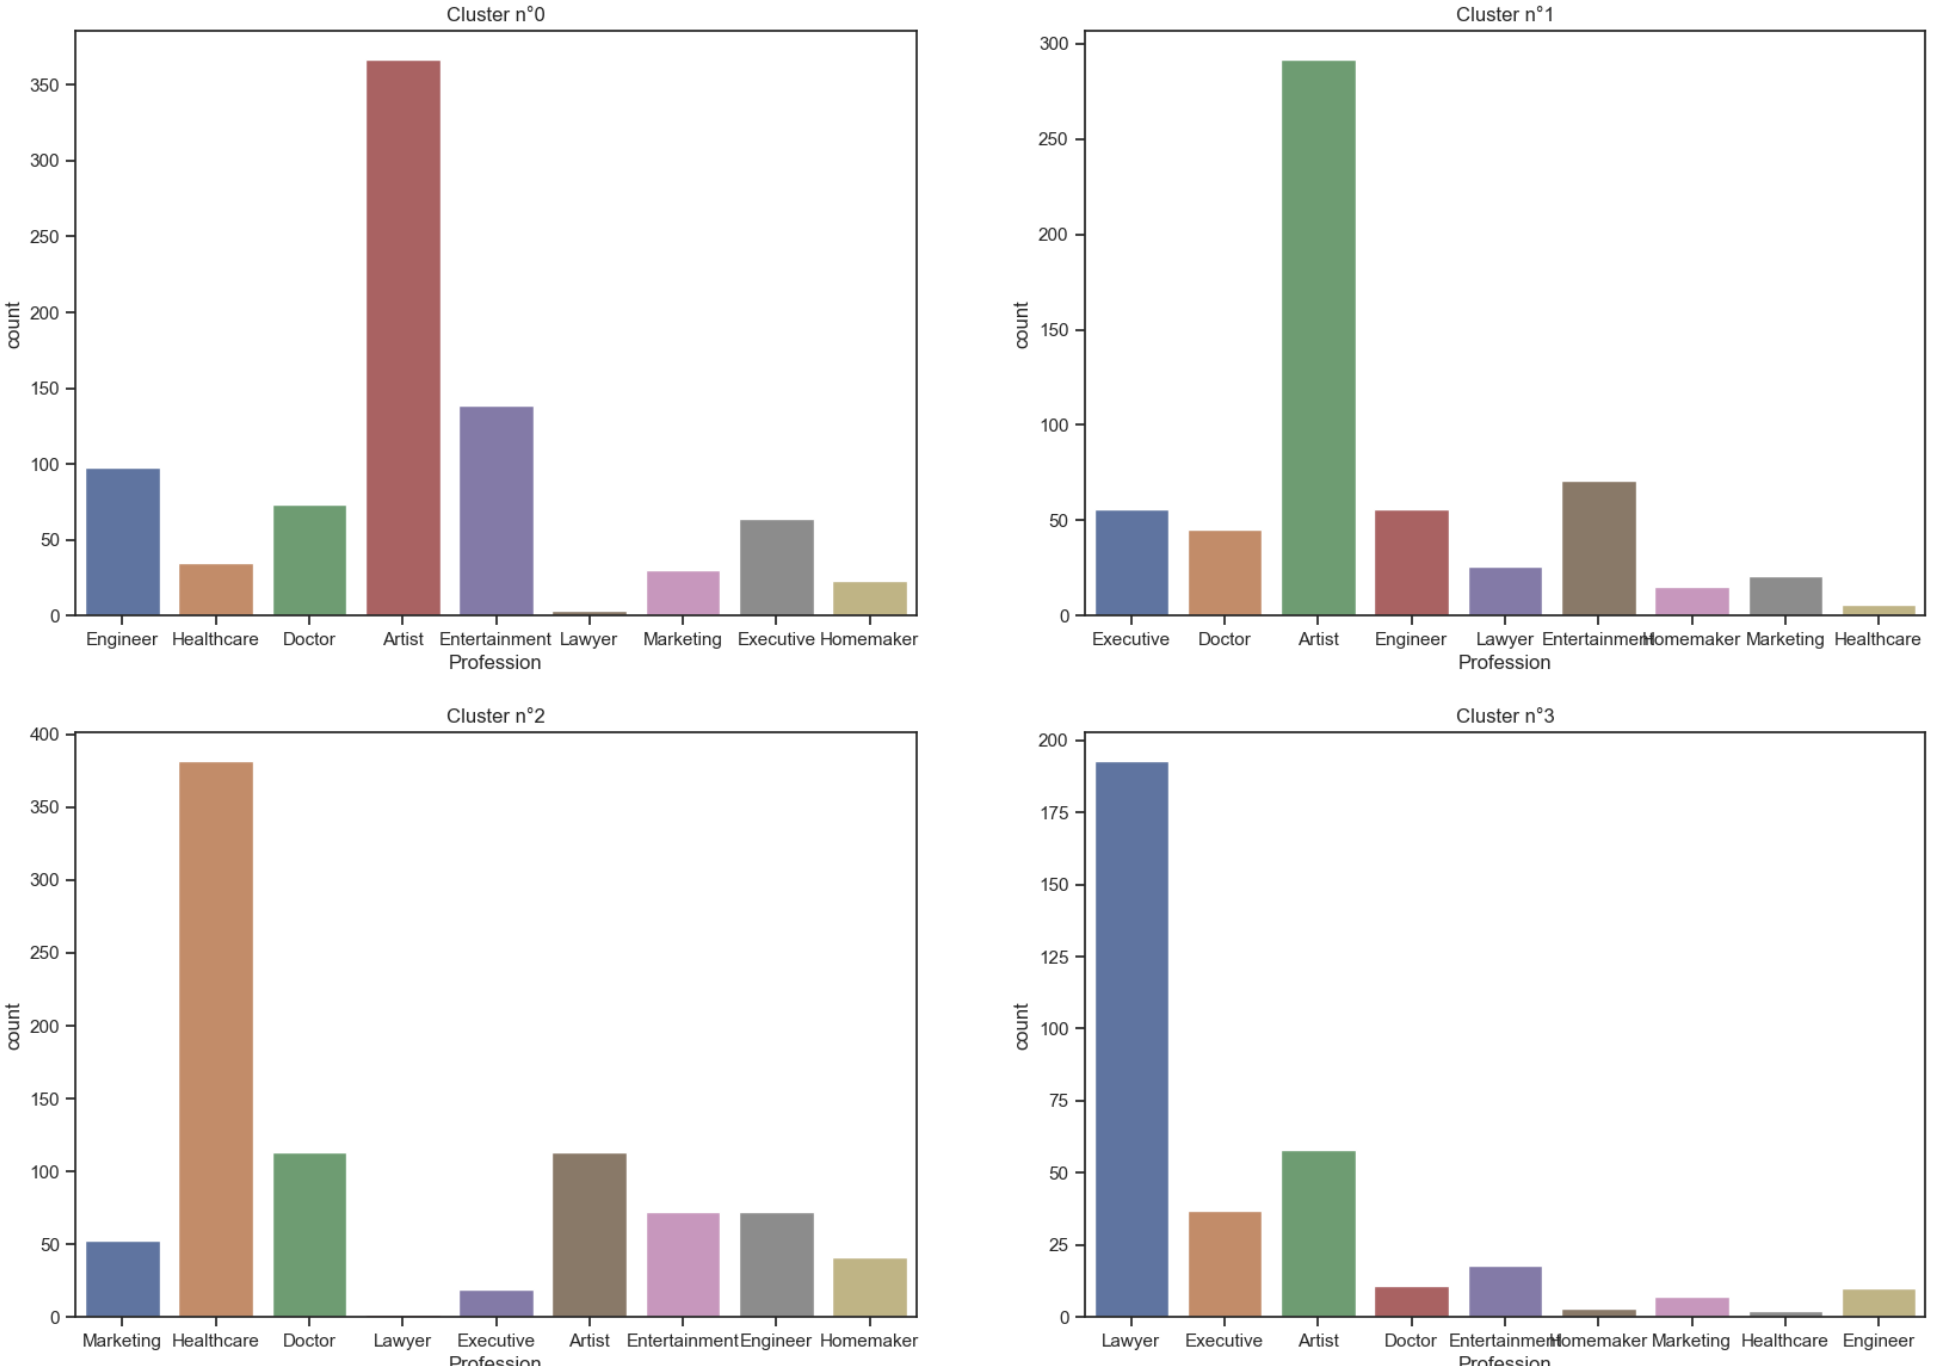 Cluster n°0
350
300
250
200
150
100
50
0
count
Engineer Healthcare Doctor Artist Entertainment Lawyer Marketing Executive Homemaker
Profession
Cluster n°1
300
250
200
150
100
50
0
count
Executive Doctor Artist Engineer Lawyer Entertainment Homemaker Marketing Healthcare
Profession
Cluster n°2
400
350
300
250
200
150
100
50
0
count
Marketing Healthcare Doctor Lawyer Executive Artist Entertainment Engineer Homemaker
Profession
Cluster n°3
200
175
150
125
100
75
50
25
0
count
Lawyer Executive Artist Doctor Entertainment Homemaker Marketing Healthcare Engineer
Profession